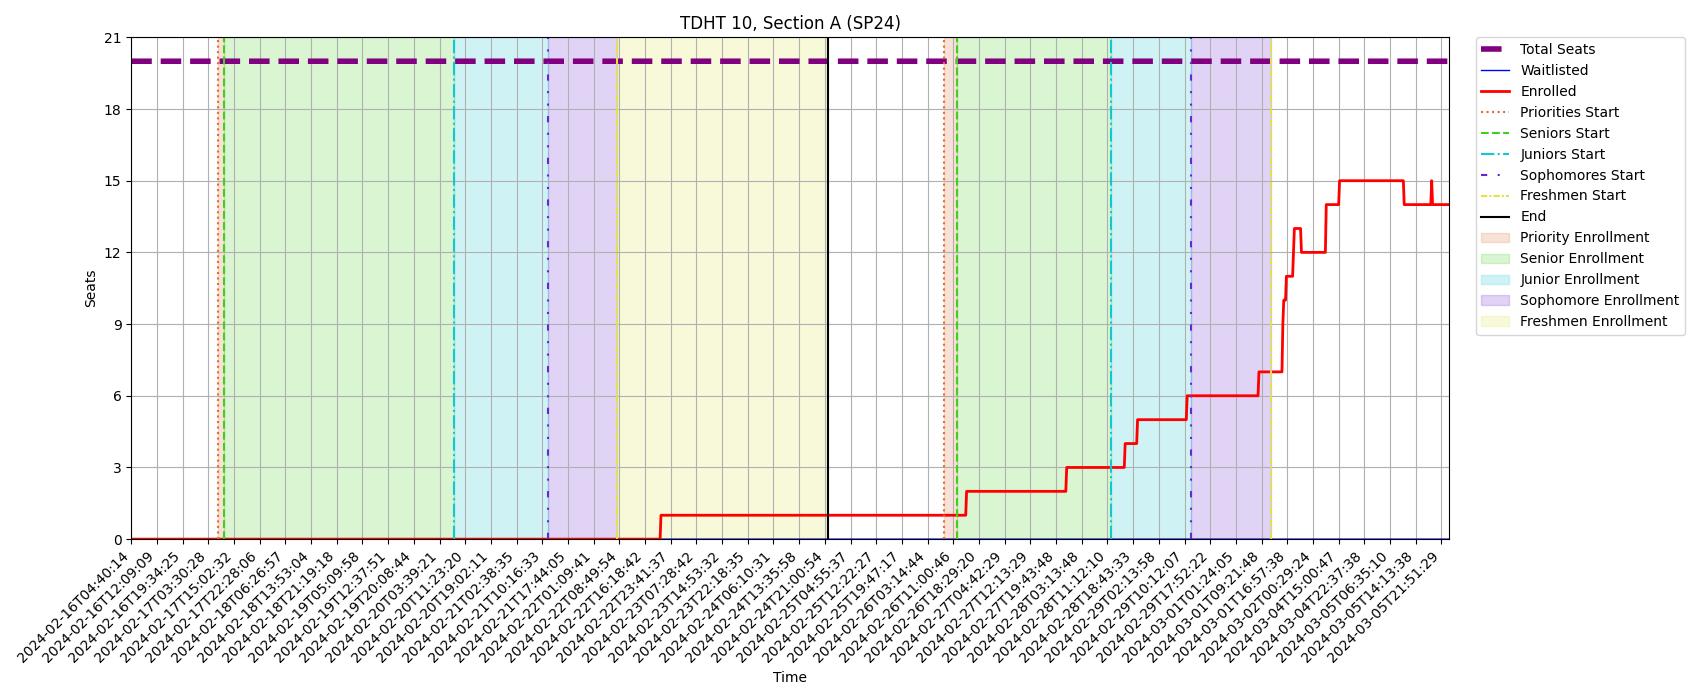 TDHT 10, Section A (SP24)
Seats
21
18
15
12
9
6
3
0
2024-02-16T04:40:14
2024-02-16T12:09:09
2024-02-16T19:34:25
2024-02-17T03:30:28
2024-02-17T15:02:32
2024-02-17T22:28:06
2024-02-18T06:26:57
2024-02-18T13:53:04
2024-02-18T21:19:18
2024-02-19T05:09:58
2024-02-19T12:37:51
2024-02-19T20:08:44
2024-02-20T03:39:21
2024-02-20T11:23:20
2024-02-20T19:02:11
2024-02-21T02:38:35
2024-02-21T10:16:33
2024-02-21T17:44:05
2024-02-22T01:09:41
2024-02-22T08:49:54
2024-02-22T16:18:42
2024-02-22T23:41:37
2024-02-23T07:28:42
2024-02-23T14:53:32
2024-02-23T22:18:35
2024-02-24T06:10:31
2024-02-24T13:35:58
2024-02-24T21:00:54
2024-02-25T04:55:37
2024-02-25T12:22:27
2024-02-25T19:47:17
2024-02-26T03:14:44
2024-02-26T11:00:46
2024-02-26T18:29:20
2024-02-27T04:42:29
2024-02-27T12:13:29
2024-02-27T19:43:48
2024-02-28T03:13:48
2024-02-28T11:12:10
2024-02-28T18:43:33
2024-02-29T02:13:58
2024-02-29T10:12:07
2024-02-29T17:52:22
2024-03-01T01:24:05
2024-03-01T09:21:48
2024-03-01T16:57:38
2024-03-02T00:29:24
2024-03-04T15:00:47
2024-03-04T22:37:38
2024-03-05T06:35:10
2024-03-05T14:13:38
2024-03-05T21:51:29
Time
Total Seats
Waitlisted
Enrolled
Priorities Start
Seniors Start
Juniors Start
Sophomores Start
Freshmen Start
End
Priority Enrollment
Senior Enrollment
Junior Enrollment
Sophomore Enrollment
Freshmen Enrollment